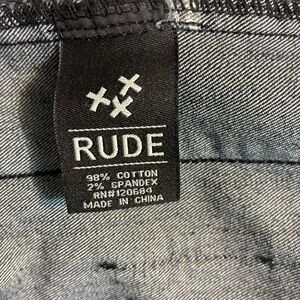 RUDE
98% COTTON
2% SPANDEX
RN#120684
MADE IN CHINA